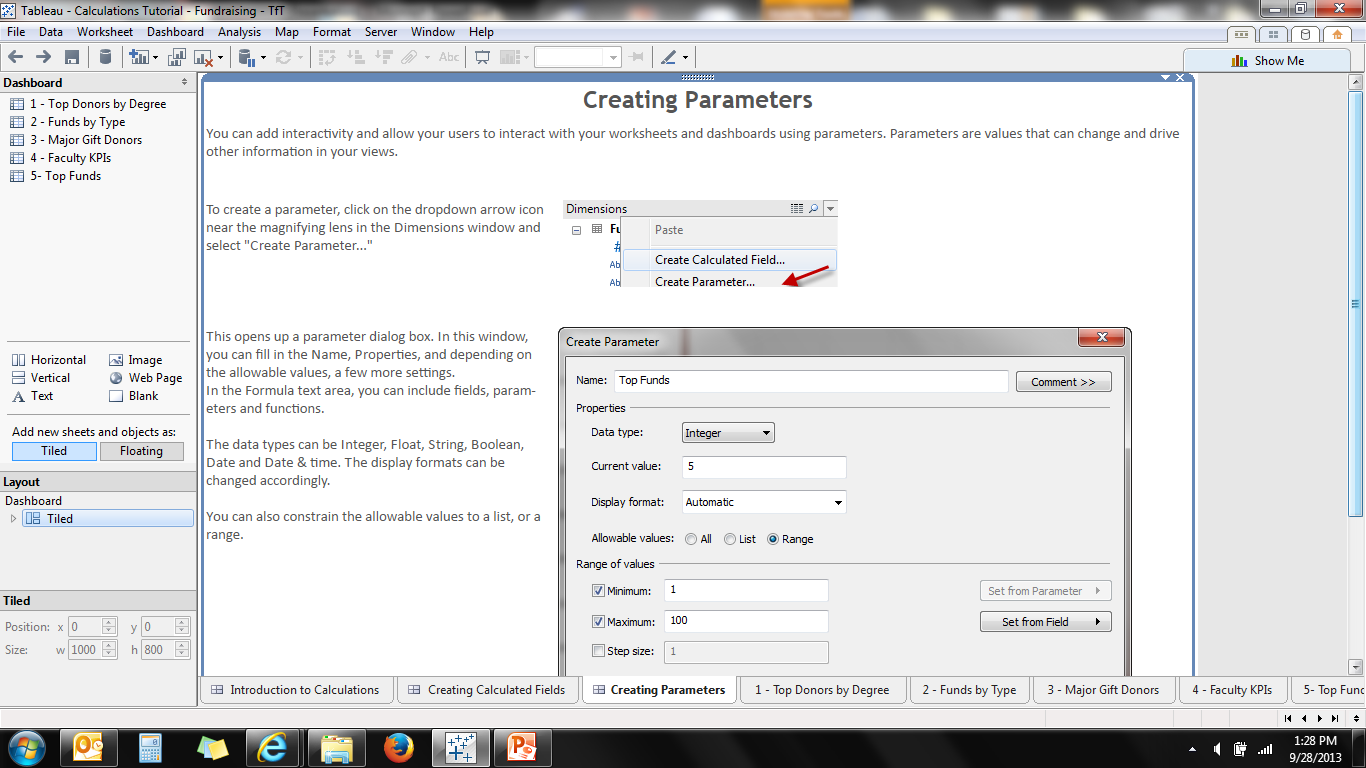 Tableau - Calculations Tutorial - Fundraising - TfT
File Data Worksheet Dashboard Analysis Map Format Server Window Help
Abc
Show Me
Dashboard
1 - Top Donors by Degree
2 - Funds by Type
3 - Major Gift Donors
4 - Faculty KPIs
5- Top Funds
Horizontal Image
Vertical Web Page
Text Blank
Add new sheets and objects as:
Tiled Floating
Layout
Dashboard
Tiled
Tiled
Position: x 0 y 0
Size: w 1000 h 800
Creating Parameters
You can add interactivity and allow your users to interact with your worksheets and dashboards using parameters. Parameters are values that can change and drive
other information in your views.
To create a parameter, click on the dropdown arrow icon
near the magnifying lens in the Dimensions window and
select "Create Parameter..."
Dimensions
Fu
Paste
#
Create Calculated Field...
Ab
Create Parameter...
Ab
This opens up a parameter dialog box. In this window,
you can fill in the Name, Properties, and depending on
the allowable values, a few more settings.
In the Formula text area, you can include fields, param-
eters and functions.
The data types can be Integer, Float, String, Boolean,
Date and Date & time. The display formats can be
changed accordingly.
You can also constrain the allowable values to a list, or a
range.
Create Parameter
Name: Top Funds Comment >>
Properties
Data type: Integer
Current value: 5
Display format: Automatic
Allowable values: All List Range
Range of values
Minimum: 1 Set from Parameter
Maximum: 100 Set from Field
Step size: 1
Introduction to Calculations Creating Calculated Fields Creating Parameters 1 - Top Donors by Degree 2 - Funds by Type 3 - Major Gift Donors 4 - Faculty KPIs 5- Top Func
1:28 PM
9/28/2013